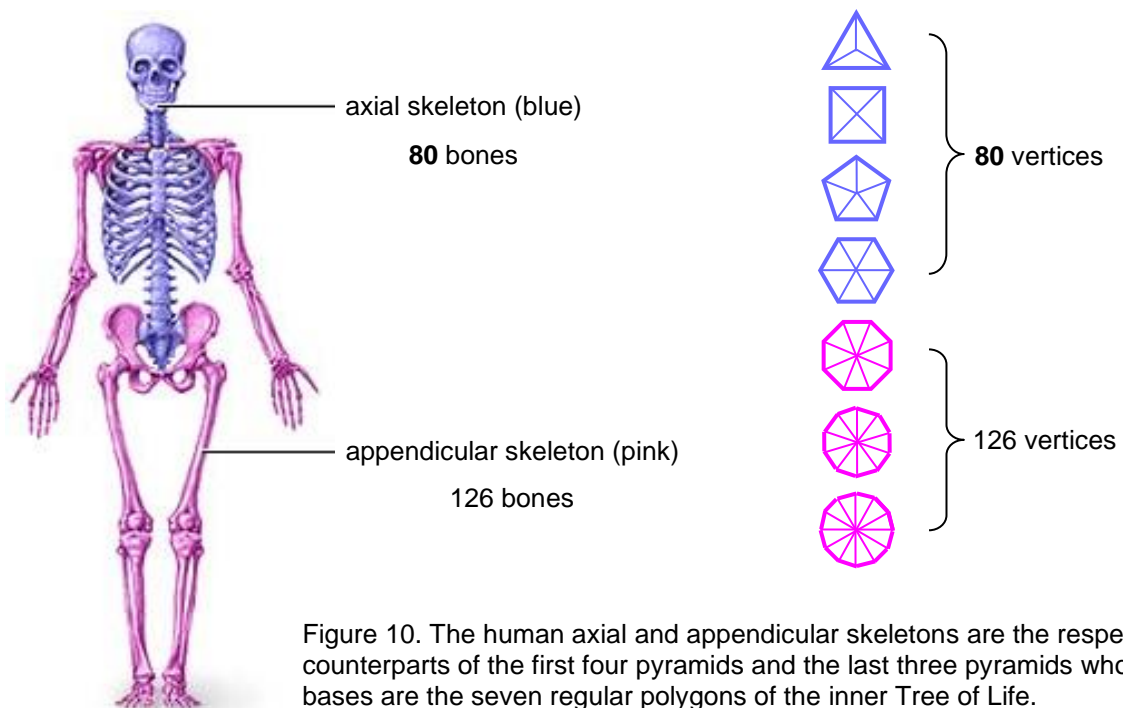 axial skeleton (blue)
80 bones
80 vertices
appendicular skeleton (pink)
126 bones
126 vertices
Figure 10. The human axial and appendicular skeletons are the respe
counterparts of the first four pyramids and the last three pyramids who
bases are the seven regular polygons of the inner Tree of Life.